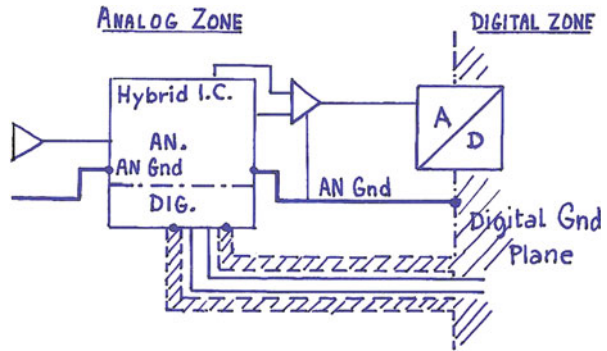 ANALOG ZONE
DIGITAL ZONE
Hybrid I.C.
AN.
AN Gnd
DIG.
AN Gnd
A
D
Digital Gnd
Plane